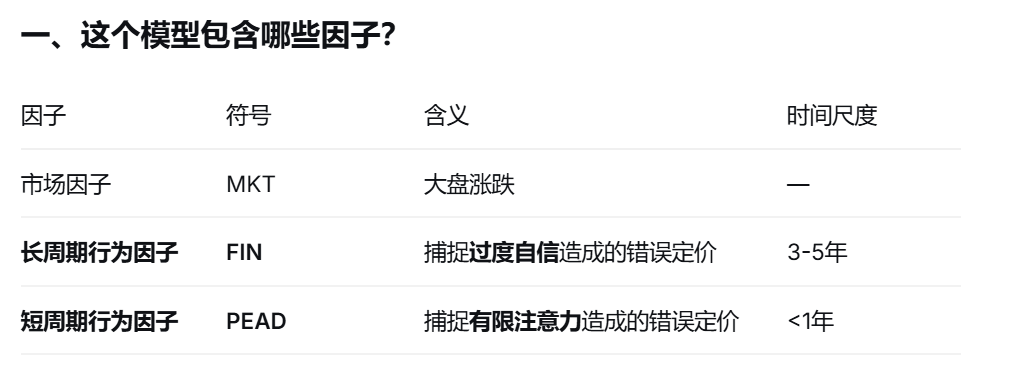 一、这个模型包含哪些因子?
因子 符号 含义 时间尺度
市场因子 MKT 大盘涨跌 —
长周期行为因子 FIN 捕捉过度自信造成的错误定价 3-5年
短周期行为因子 PEAD 捕捉有限注意力造成的错误定价 <1年